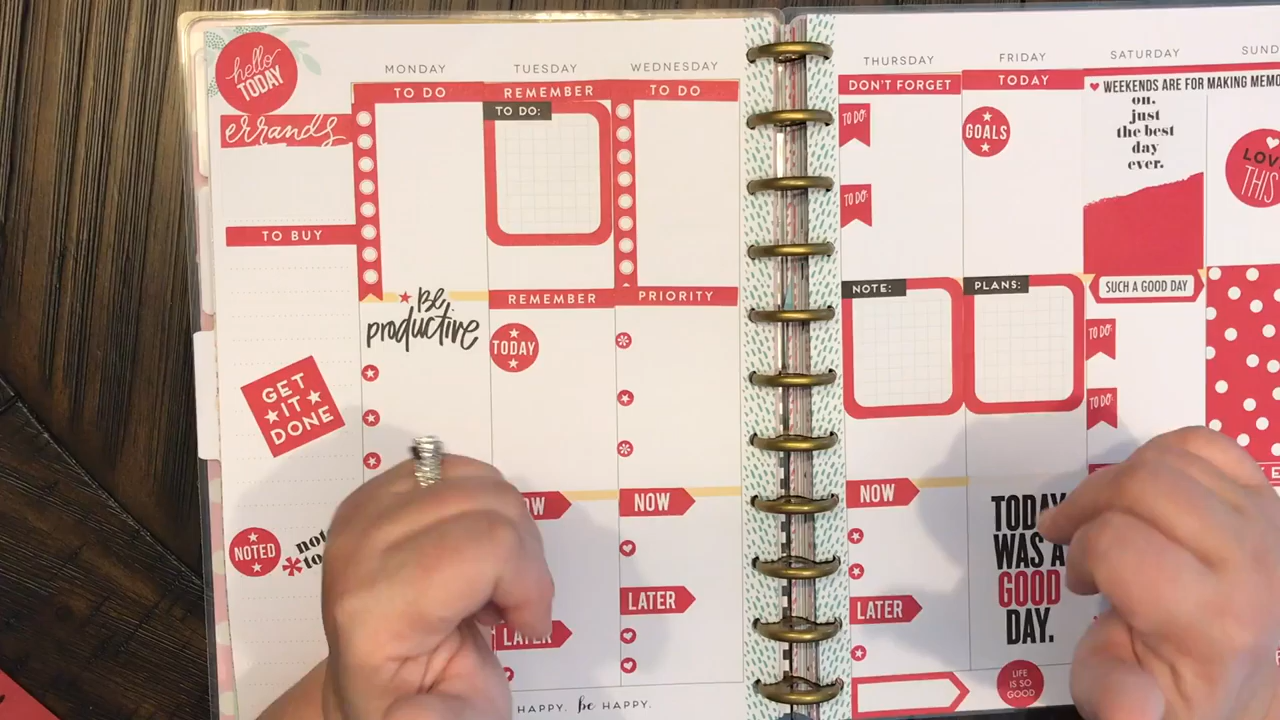 hello
TODAY
errands
TO BUY
GET
IT
DONE
NOTED
MONDAY
TO DO
BE
productive
TUESDAY
REMEMBER
TO DO:
REMEMBER
TODAY
LATER
WEDNESDAY
TO DO
PRIORITY
NOW
LATER
HAPPY. be HAPPY.
THURSDAY
DON'T FORGET
TO DO:
TO DO:
NOTE:
NOW
LATER
FRIDAY
TODAY
GOALS
PLANS:
TODAY
WAS A
GOOD
DAY.
LIFE
IS SO
GOOD
SATURDAY
WEEKENDS ARE FOR MAKING
on.
just
the best
day
ever.
SUCH A GOOD DAY
TO DO:
TO DO:
THIS